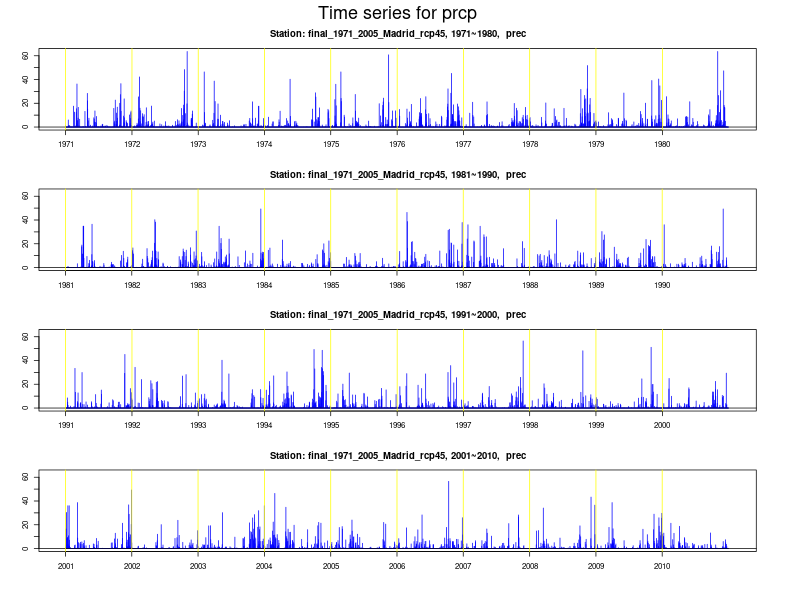 Time series for prcp
Station: final_1971_2005_Madrid_rcp45, 1971~1980, prec
60
40
20
0
1971 1972 1973 1974 1975 1976 1977 1978 1979 1980
Station: final_1971_2005_Madrid_rcp45, 1981~1990, prec
60
40
20
0
1981 1982 1983 1984 1985 1986 1987 1988 1989 1990
Station: final_1971_2005_Madrid_rcp45, 1991~2000, prec
60
40
20
0
1991 1992 1993 1994 1995 1996 1997 1998 1999 2000
Station: final_1971_2005_Madrid_rcp45, 2001~2010, prec
60
40
20
0
2001 2002 2003 2004 2005 2006 2007 2008 2009 2010